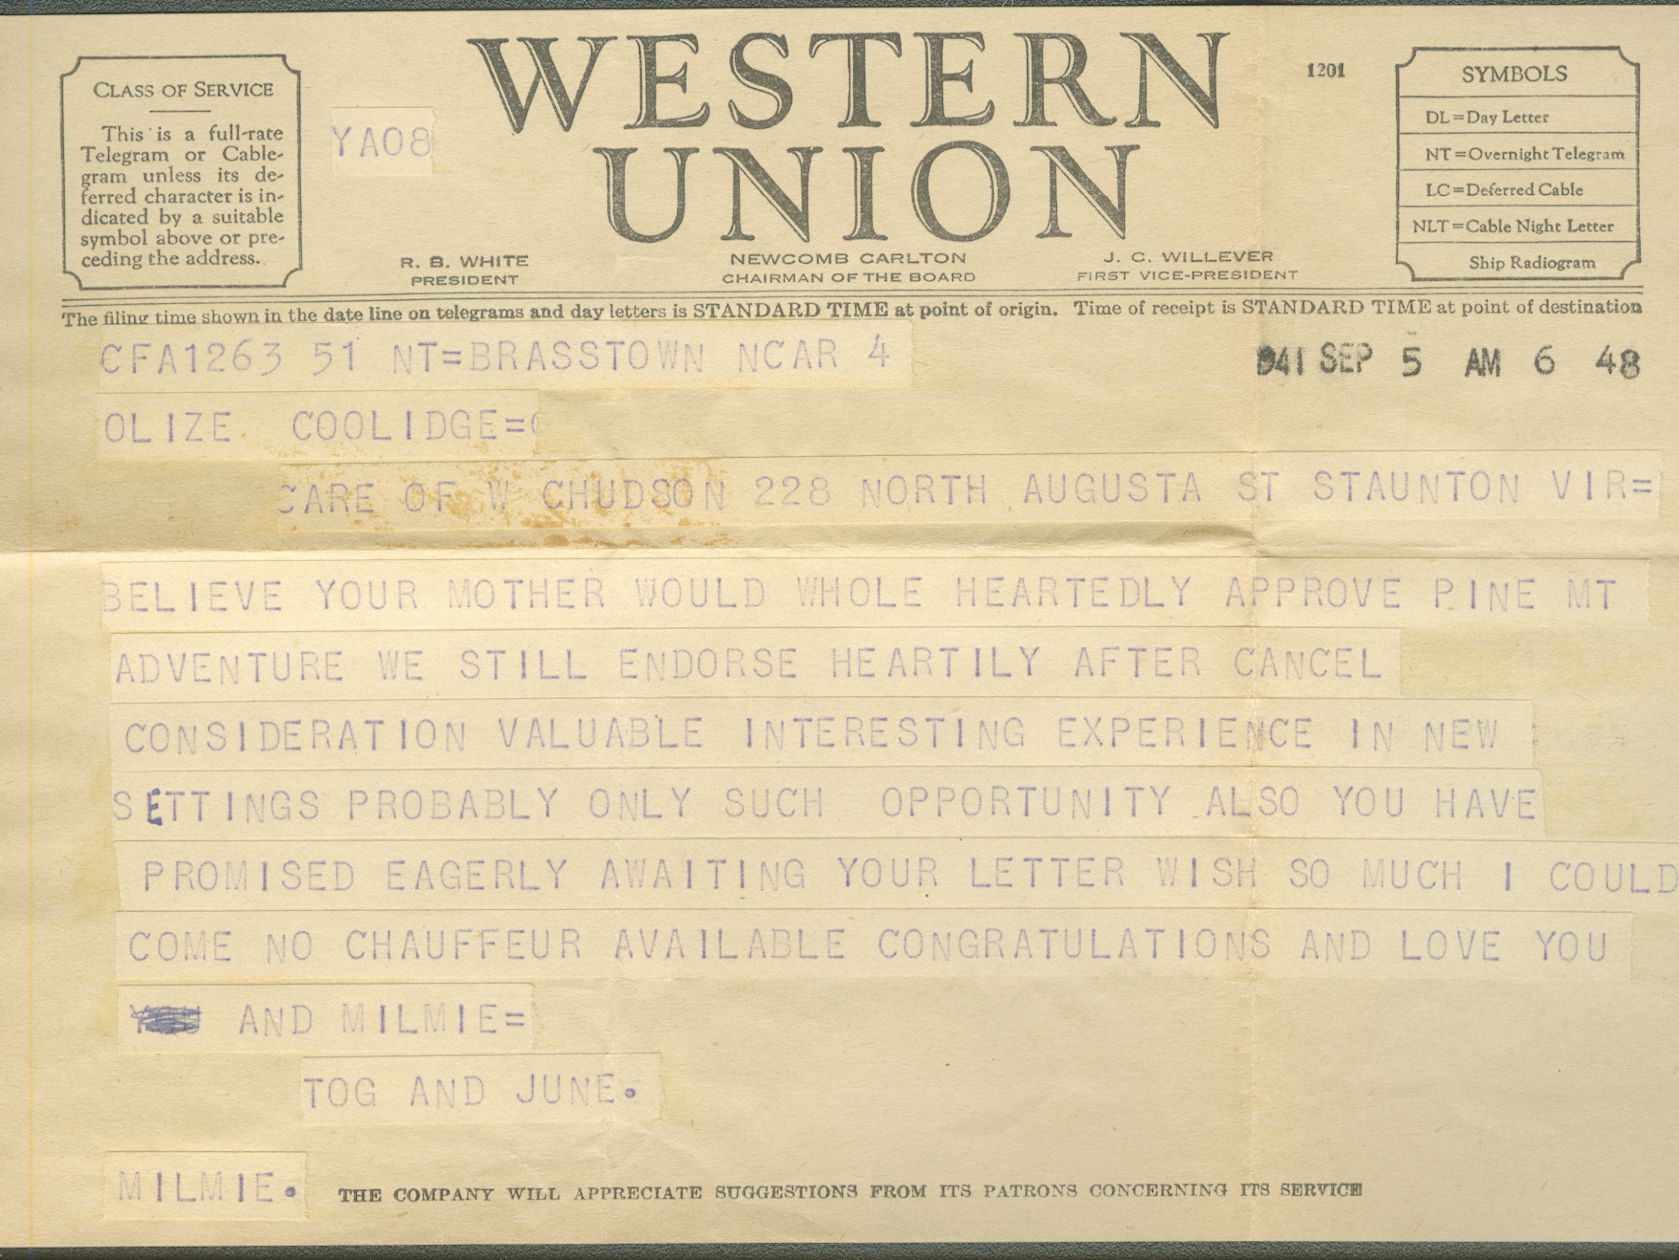 CLASS OF SERVICE
This is a full-rate
Telegram or Cable-
gram unless its de-
ferred character is in-
dicated by a suitable
symbol above or pre-
ceding the address.
YA08
WESTERN
UNION
1201
SYMBOLS
DL=Day Letter
NT=Overnight Telegram
LC=Deferred Cable
NLT=Cable Night Letter
Ship Radiogram
R. B. WHITE
PRESIDENT
NEWCOMB CARLTON
CHAIRMAN OF THE BOARD
J. C. WILLEVER
FIRST VICE-PRESIDENT
The filing time shown in the date line on telegrams and day letters is STANDARD TIME at point of origin. Time of receipt is STANDARD TIME at point of destination
CFA1263 51 NT=BRASSTOWN NCAR 4
941 SEP 5 AM 6 48
OLIZE COOLIDGE=
CARE OF W CHUDSON 228 NORTH AUGUSTA ST STAUNTON VIR=
BELIEVE YOUR MOTHER WOULD WHOLE HEARTEDLY APPROVE PINE MT
ADVENTURE WE STILL ENDORSE HEARTILY AFTER CANCEL
CONSIDERATION VALUABLE INTERESTING EXPERIENCE IN NEW
SETTINGS PROBABLY ONLY SUCH OPPORTUNITY ALSO YOU HAVE
PROMISED EAGERLY AWAITING YOUR LETTER WISH SO MUCH I COULD
COME NO CHAUFFEUR AVAILABLE CONGRATULATIONS AND LOVE YOU
AND MILMIE=
TOG AND JUNE.
MILMIE.
THE COMPANY WILL APPRECIATE SUGGESTIONS FROM ITS PATRONS CONCERNING ITS SERVICE